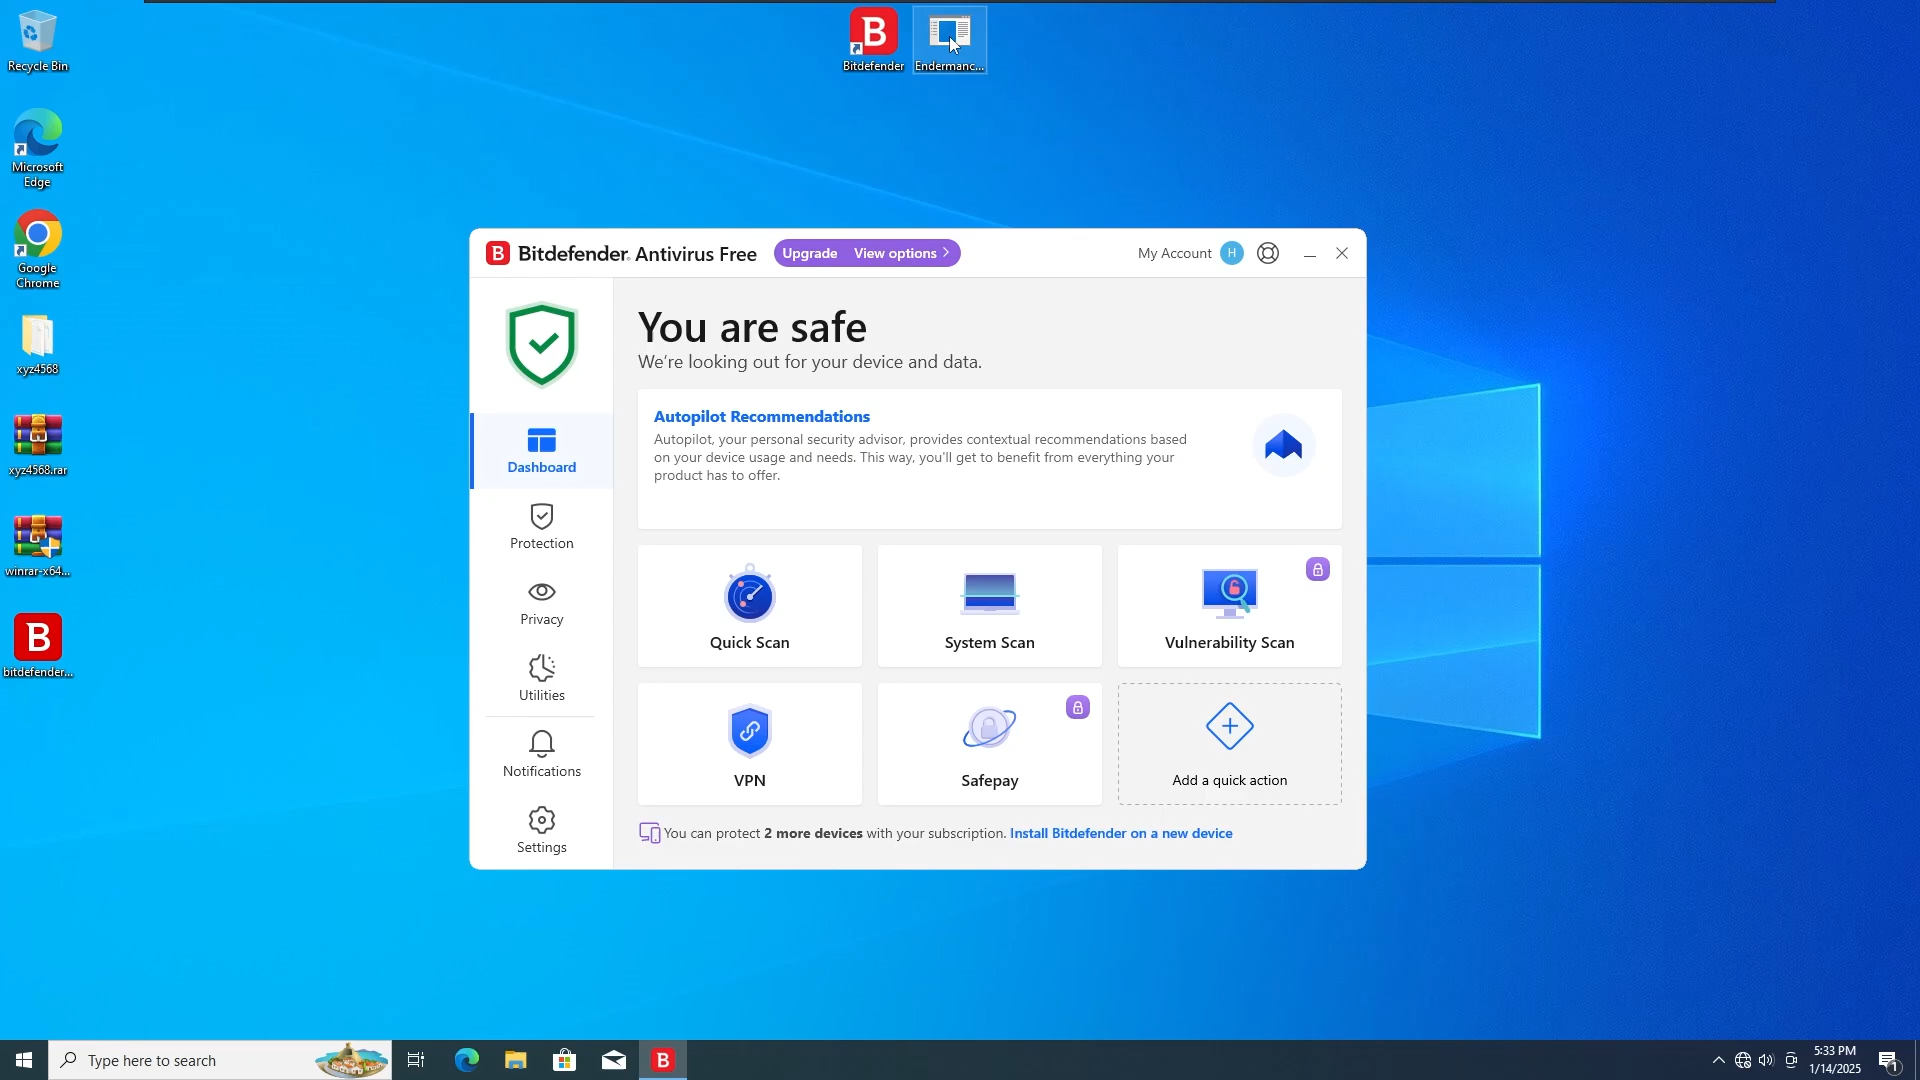 Recycle Bin
Microsoft
Edge
Google
Chrome
xyz4568
xyz4568.rar
winrar-x64...
bitdefender...
Bitdefender
Endermanc...
Bitdefender Antivirus Free
Upgrade View options
My Account H
You are safe
We're looking out for your device and data.
Autopilot Recommendations
Autopilot, your personal security advisor, provides contextual recommendations based
on your device usage and needs. This way, you'll get to benefit from everything your
product has to offer.
Dashboard
Protection
Privacy
Utilities
Notifications
Settings
Quick Scan
System Scan
Vulnerability Scan
VPN
Safepay
Add a quick action
You can protect 2 more devices with your subscription. Install Bitdefender on a new device
Type here to search
5:33 PM
1/14/2025
1